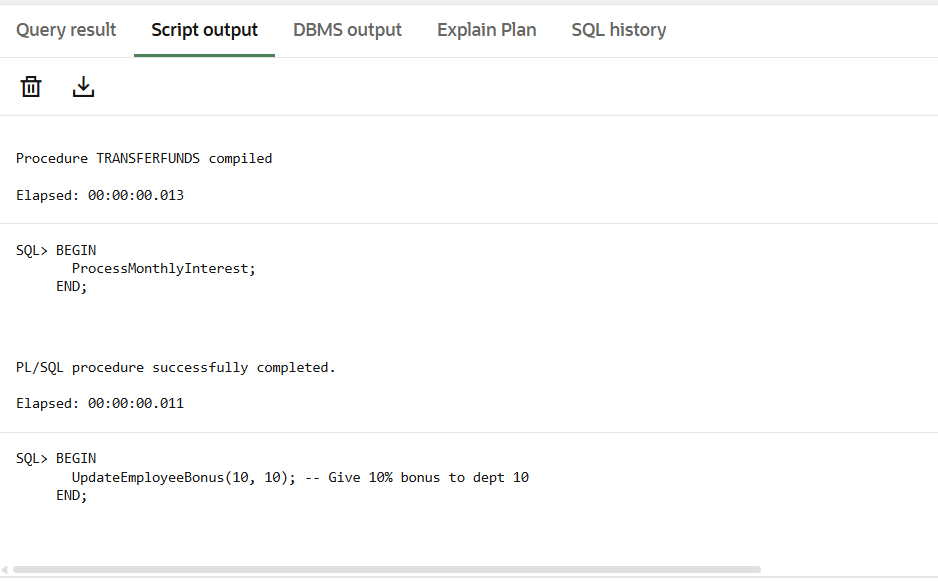 Query result Script output DBMS output Explain Plan SQL history
Procedure TRANSFERFUNDS compiled
Elapsed: 00:00:00.013
SQL> BEGIN
       ProcessMonthlyInterest;
     END;
PL/SQL procedure successfully completed.
Elapsed: 00:00:00.011
SQL> BEGIN
       UpdateEmployeeBonus(10, 10); -- Give 10% bonus to dept 10
     END;